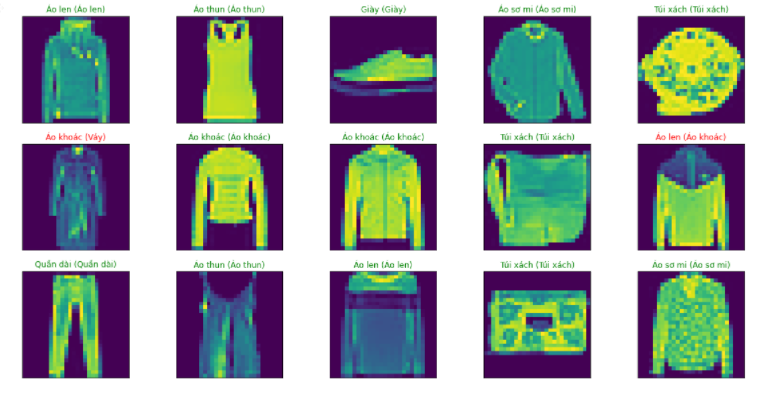 Áo len (Áo len)
Áo thun (Áo thun)
Giày (Giày)
Áo sơ mi (Áo sơ mi)
Túi xách (Túi xách)
Áo khoác (Váy)
Áo khoác (Áo khoác)
Áo khoác (Áo khoác)
Túi xách (Túi xách)
Áo len (Áo khoác)
Quần dài (Quần dài)
Áo thun (Áo thun)
Áo len (Áo len)
Túi xách (Túi xách)
Áo sơ mi (Áo sơ mi)